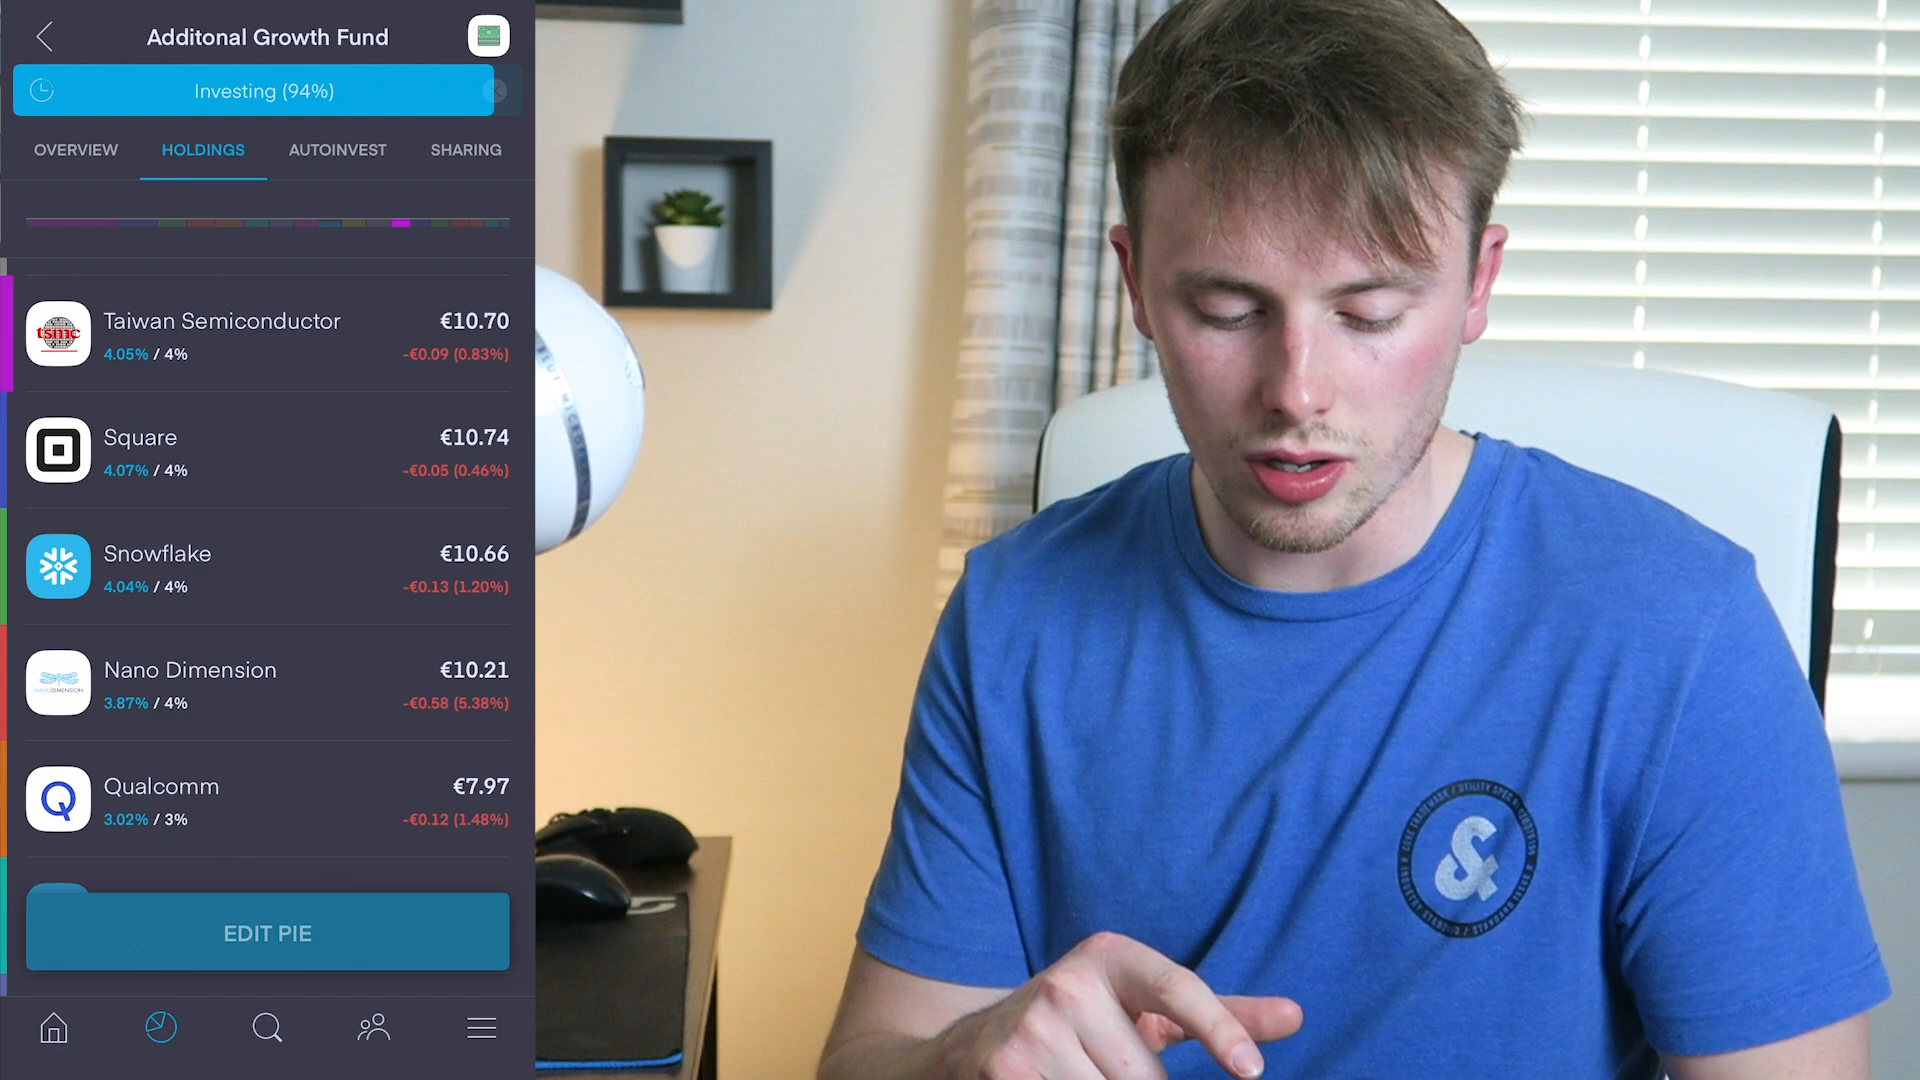 Additonal Growth Fund
Investing (94%)
OVERVIEW
HOLDINGS
AUTOINVEST
SHARING
tsmc
Taiwan Semiconductor
€10.70
4.05% / 4%
-€0.09 (0.83%)
Square
€10.74
4.07% / 4%
-€0.05 (0.46%)
Snowflake
€10.66
4.04% / 4%
-€0.13 (1.20%)
NANODIMENSION
Nano Dimension
€10.21
3.87% / 4%
-€0.58 (5.38%)
Qualcomm
€7.97
3.02% / 3%
-€0.12 (1.48%)
EDIT PIE
&